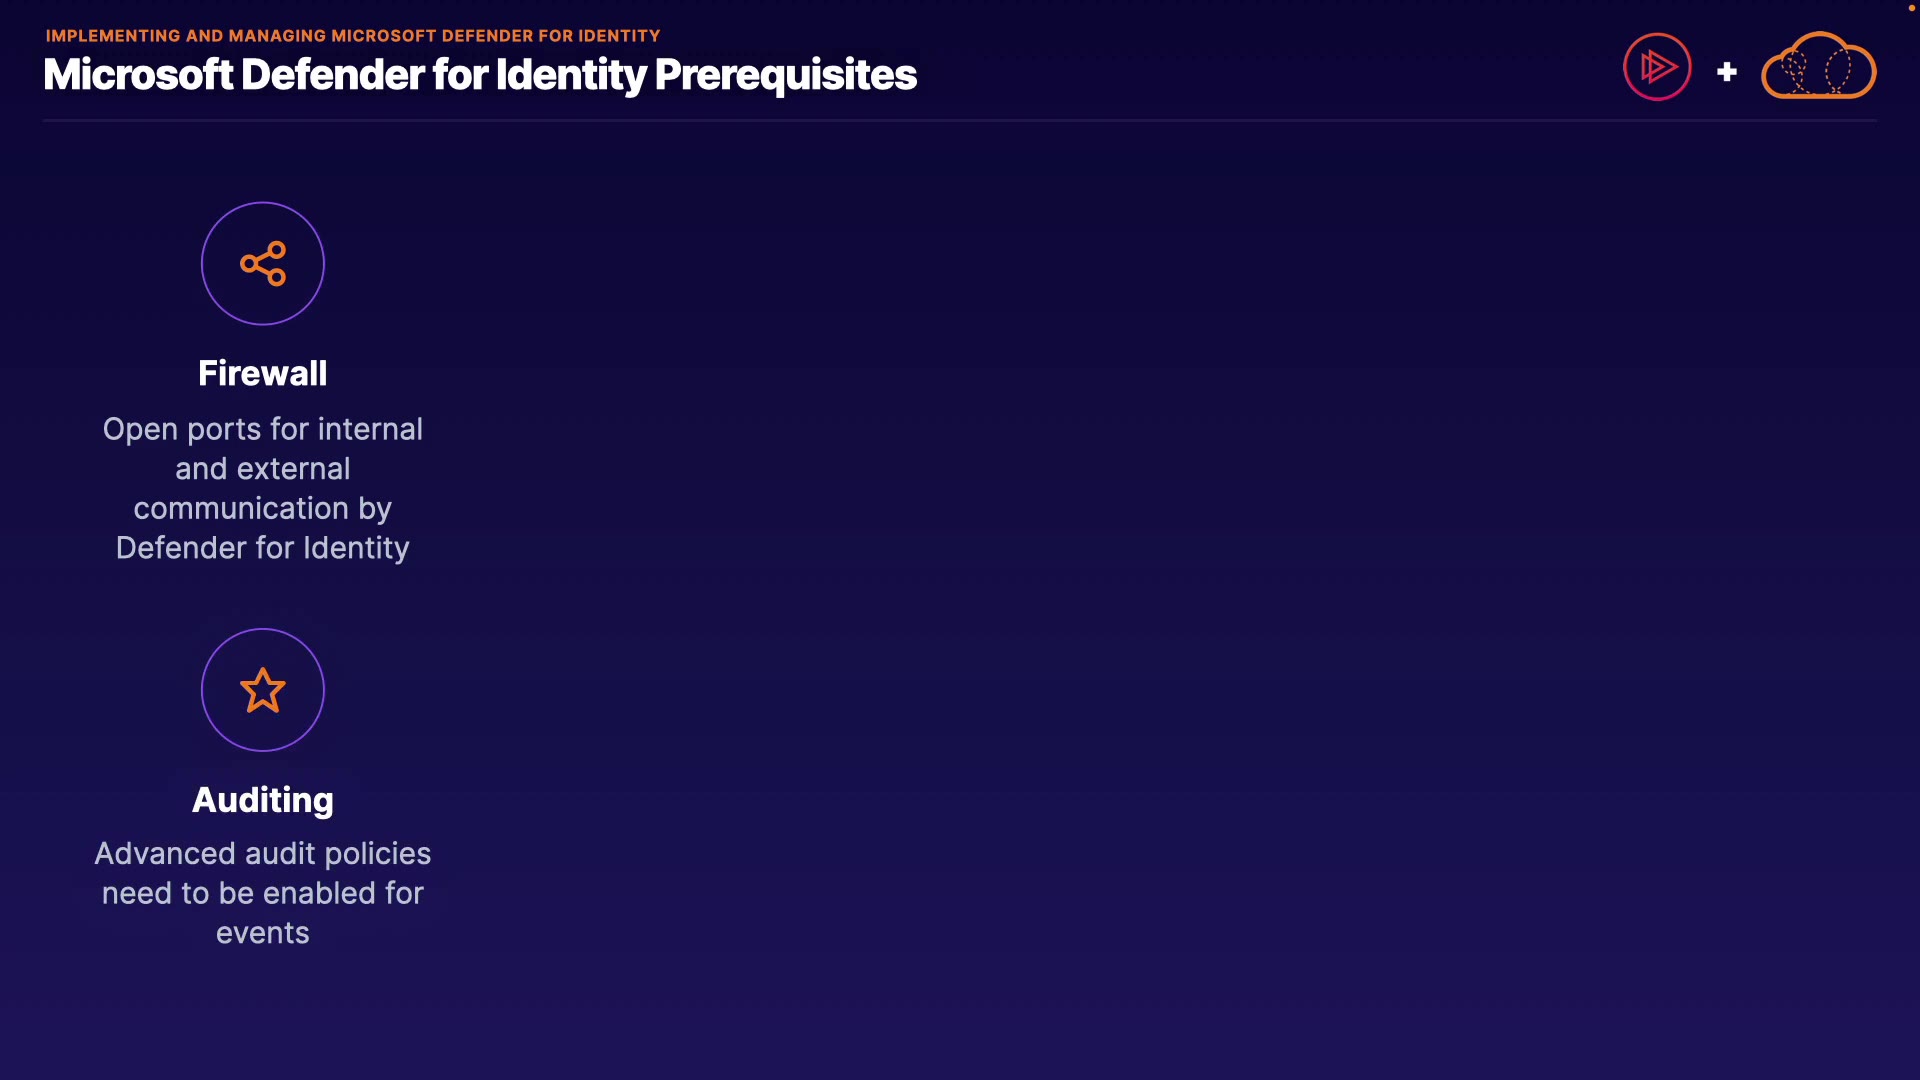 IMPLEMENTING AND MANAGING MICROSOFT DEFENDER FOR IDENTITY
Microsoft Defender for Identity Prerequisites
Firewall
Open ports for internal
and external
communication by
Defender for Identity
Auditing
Advanced audit policies
need to be enabled for
events